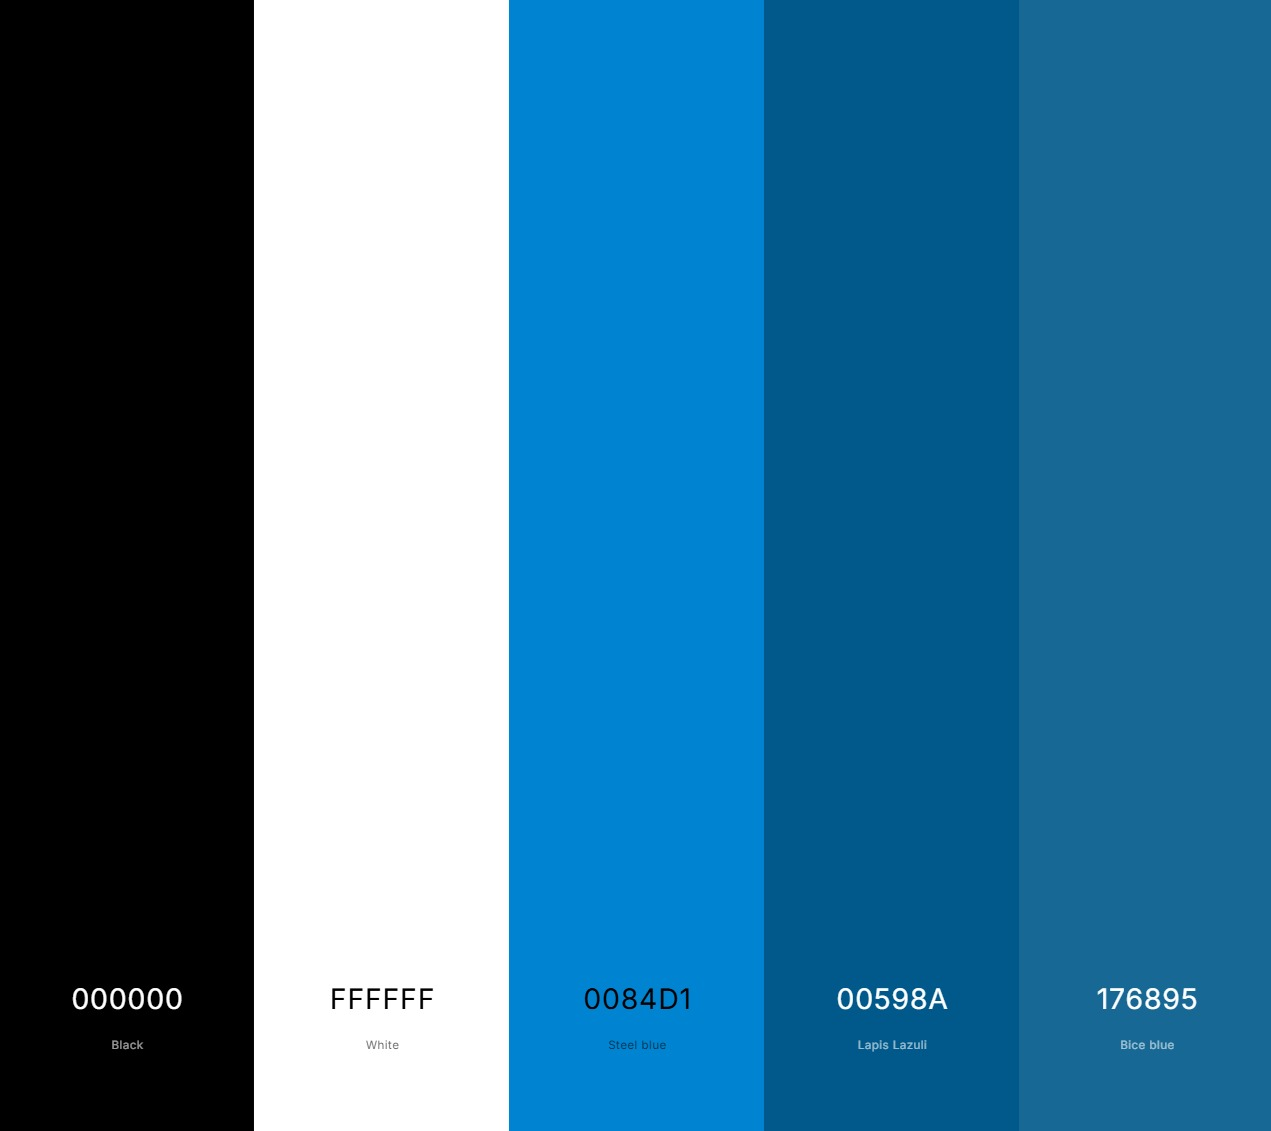 000000
Black
FFFFFF
White
0084D1
Steel blue
00598A
Lapis Lazuli
176895
Bice blue